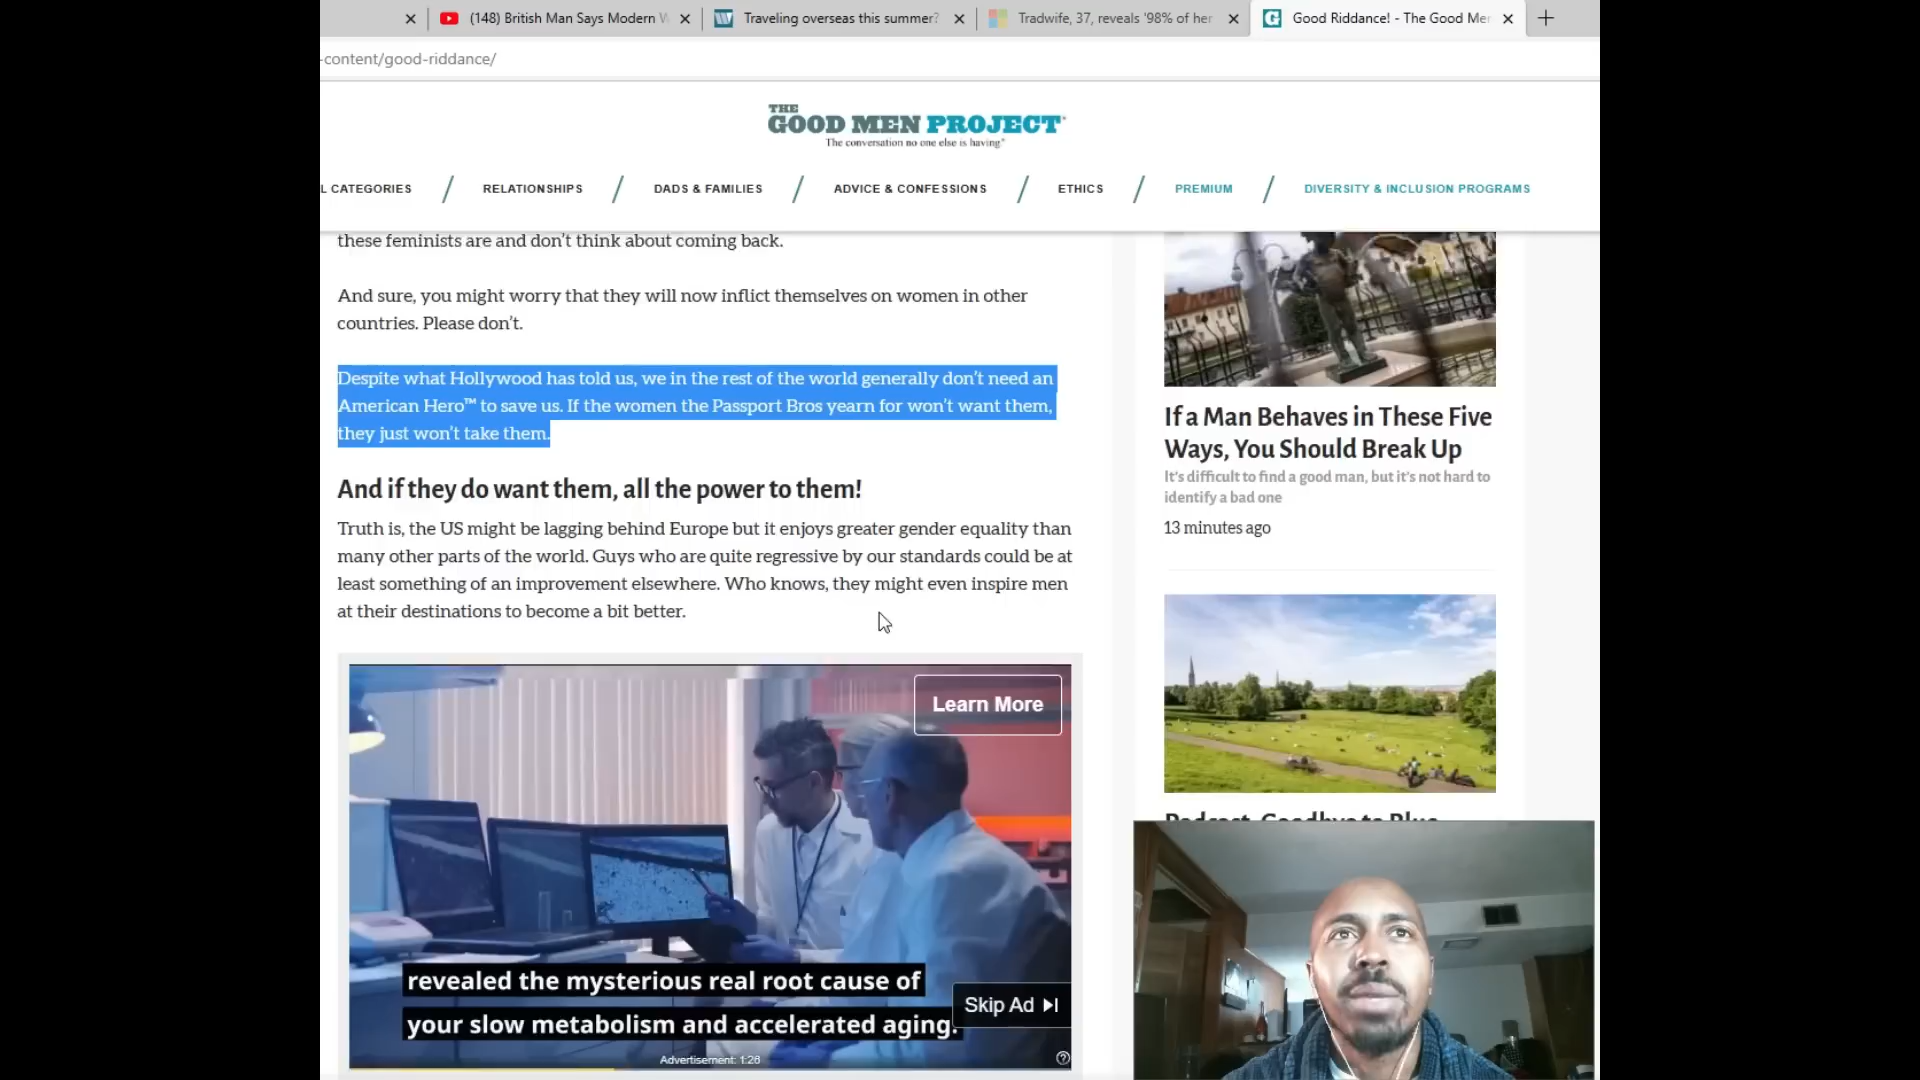 (148) British Man Says Modern W
Traveling overseas this summer?
Tradwife, 37, reveals '98% of her
Good Riddance! - The Good Me
-content/good-riddance/
THE
GOOD MEN PROJECT
The conversation no one else is having®
L CATEGORIES
RELATIONSHIPS
DADS & FAMILIES
ADVICE & CONFESSIONS
ETHICS
PREMIUM
DIVERSITY & INCLUSION PROGRAMS
these feminists are and don't think about coming back.
And sure, you might worry that they will now inflict themselves on women in other
countries. Please don't.
Despite what Hollywood has told us, we in the rest of the world generally don't need an
American Hero™ to save us. If the women the Passport Bros yearn for won't want them,
they just won't take them.
And if they do want them, all the power to them!
Truth is, the US might be lagging behind Europe but it enjoys greater gender equality than
many other parts of the world. Guys who are quite regressive by our standards could be at
least something of an improvement elsewhere. Who knows, they might even inspire men
at their destinations to become a bit better.
Learn More
revealed the mysterious real root cause of
your slow metabolism and accelerated aging.
Skip Ad
Advertisement: 1:26
If a Man Behaves in These Five
Ways, You Should Break Up
It's difficult to find a good man, but it's not hard to
identify a bad one
13 minutes ago
Podcast, Goodbye to Blue